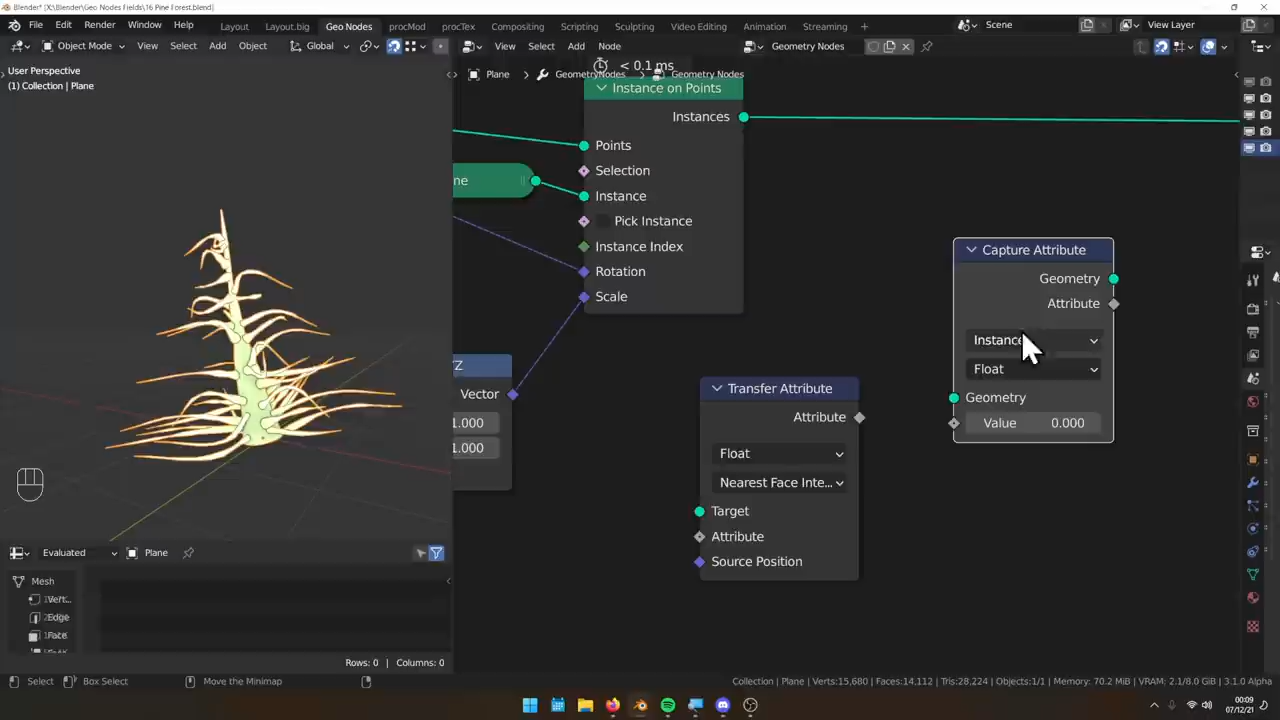 Blender* [X:\Blender\Geo Nodes Fields\16 Pine Forest.blend]
File Edit Render Window Help Layout Layout.big Geo Nodes procMod procTex Compositing Scripting Sculpting Video Editing Animation Streaming + Scene View Layer
Object Mode View Select Add Object Global View Select Add Node Geometry Nodes
User Perspective
(1) Collection | Plane
< 0.1 ms
Plane > GeometryNodes > Geometry Nodes
Instance on Points
Instances
Points
Selection
ne
Instance
Pick Instance
Instance Index
Rotation
Scale
Z
Vector
1.000
1.000
Capture Attribute
Geometry
Attribute
Instance
Float
Geometry
Value 0.000
Transfer Attribute
Attribute
Float
Nearest Face Inte...
Target
Attribute
Source Position
Evaluated Plane
Mesh
Vert...
Edge
Face
Rows: 0 | Columns: 0
Select Box Select Move the Minimap Collection | Plane | Verts:15,680 | Faces:14,112 | Tris:28,224 | Objects:1/1 | Memory: 70.2 MiB | VRAM: 2.1/8.0 GiB | 3.1.0 Alpha
00:09
07/12/21